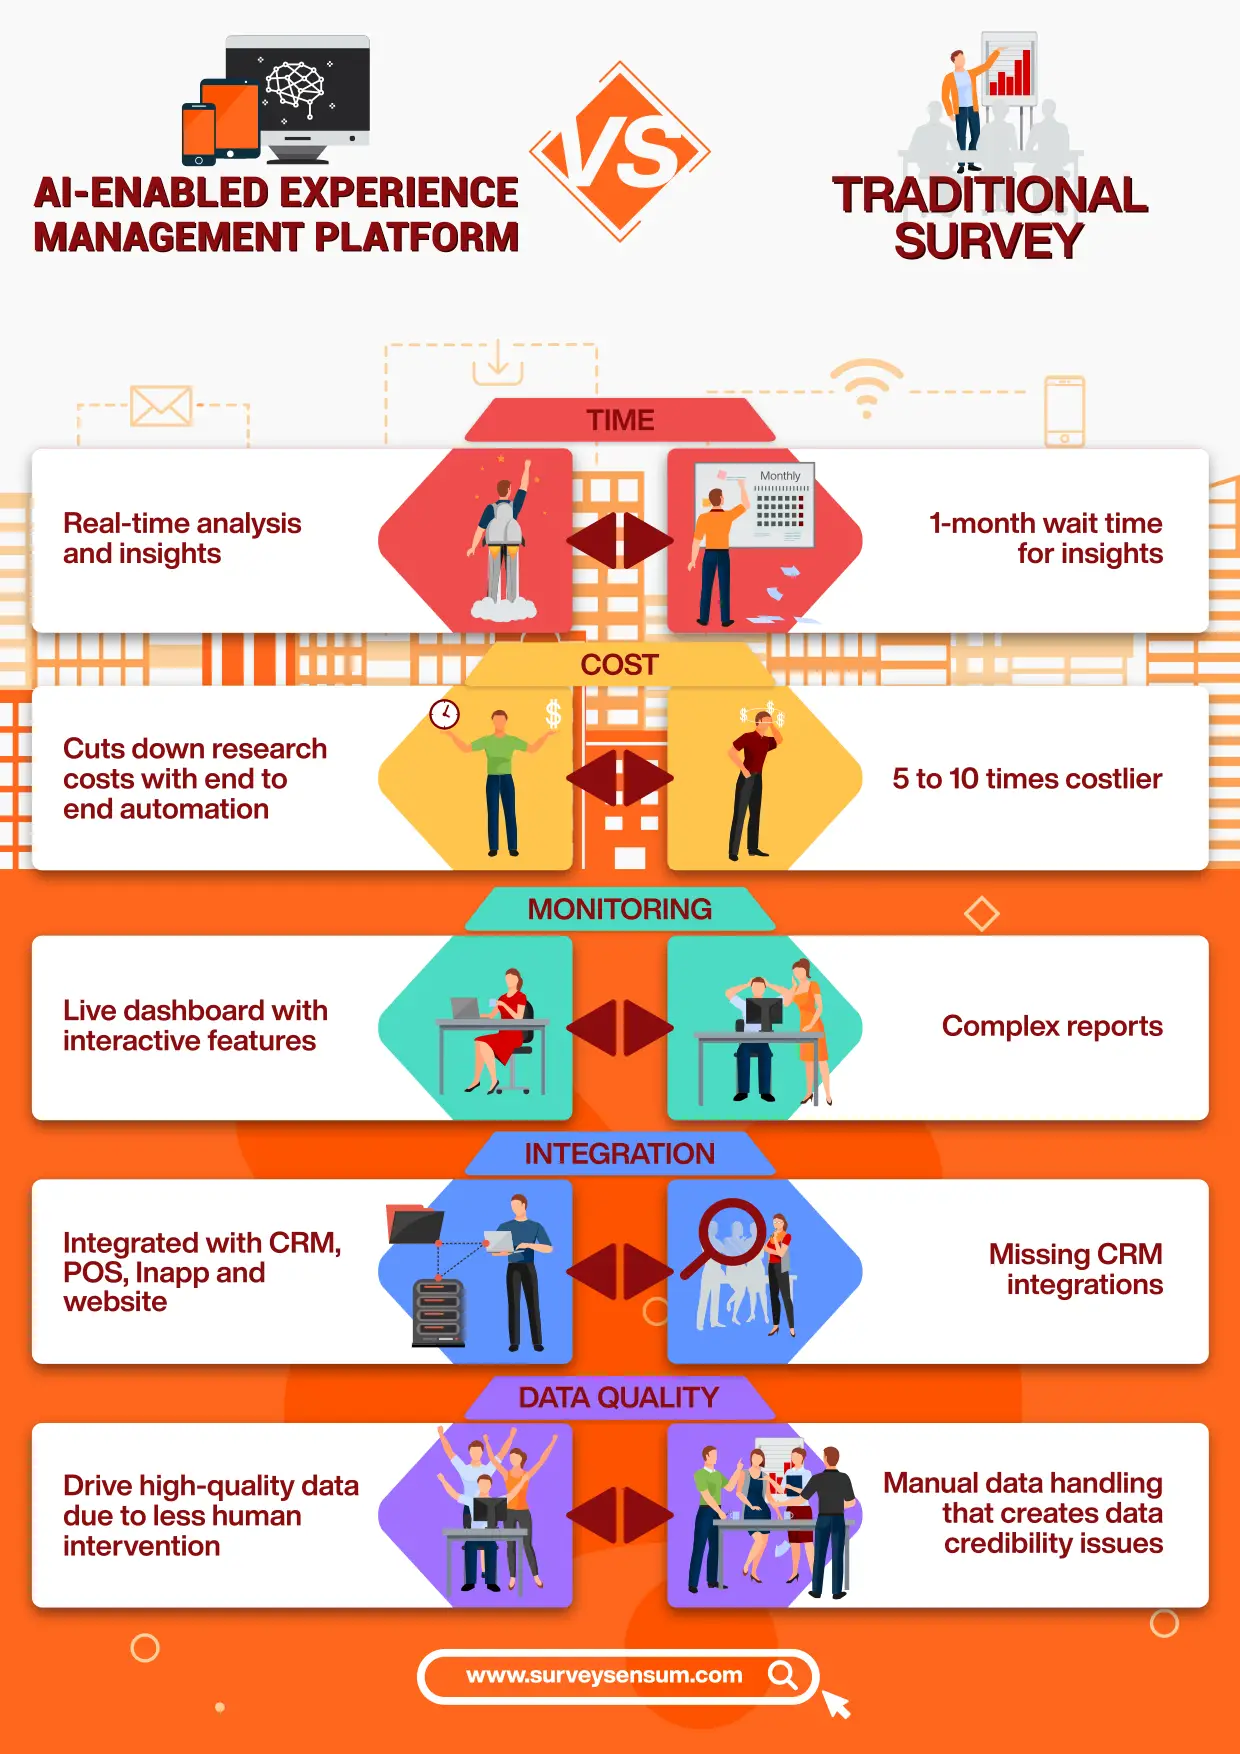 AI-ENABLED EXPERIENCE
MANAGEMENT PLATFORM
VS
TRADITIONAL
SURVEY
TIME
Real-time analysis
and insights
Monthly
1-month wait time
for insights
COST
Cuts down research
costs with end to
end automation
$
$ $ $
5 to 10 times costlier
MONITORING
Live dashboard with
interactive features
Complex reports
INTEGRATION
Integrated with CRM,
POS, Inapp and
website
Missing CRM
integrations
DATA QUALITY
Drive high-quality data
due to less human
intervention
Manual data handling
that creates data
credibility issues
www.surveysensum.com